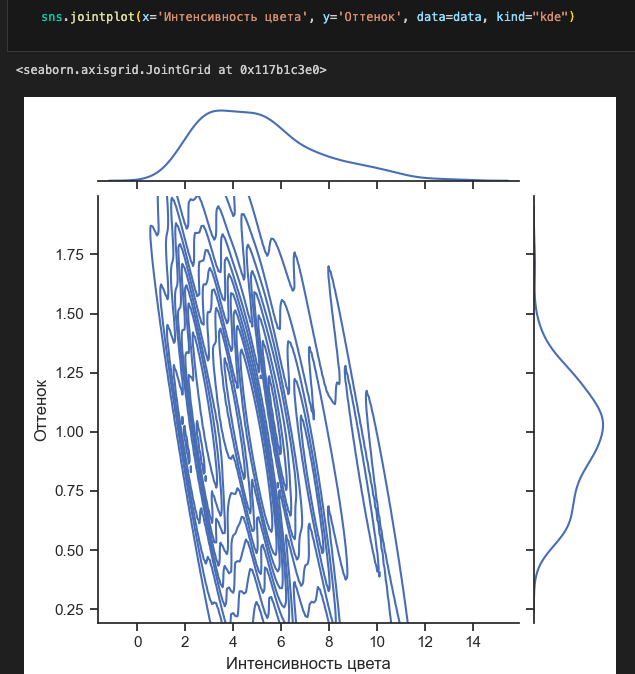 sns.jointplot(x='Интенсивность цвета', y='Оттенок', data=data, kind="kde")
<seaborn.axisgrid.JointGrid at 0x117b1c3e0>
1.75
1.50
1.25
1.00
0.75
0.50
0.25
Оттенок
0 2 4 6 8 10 12 14
Интенсивность цвета